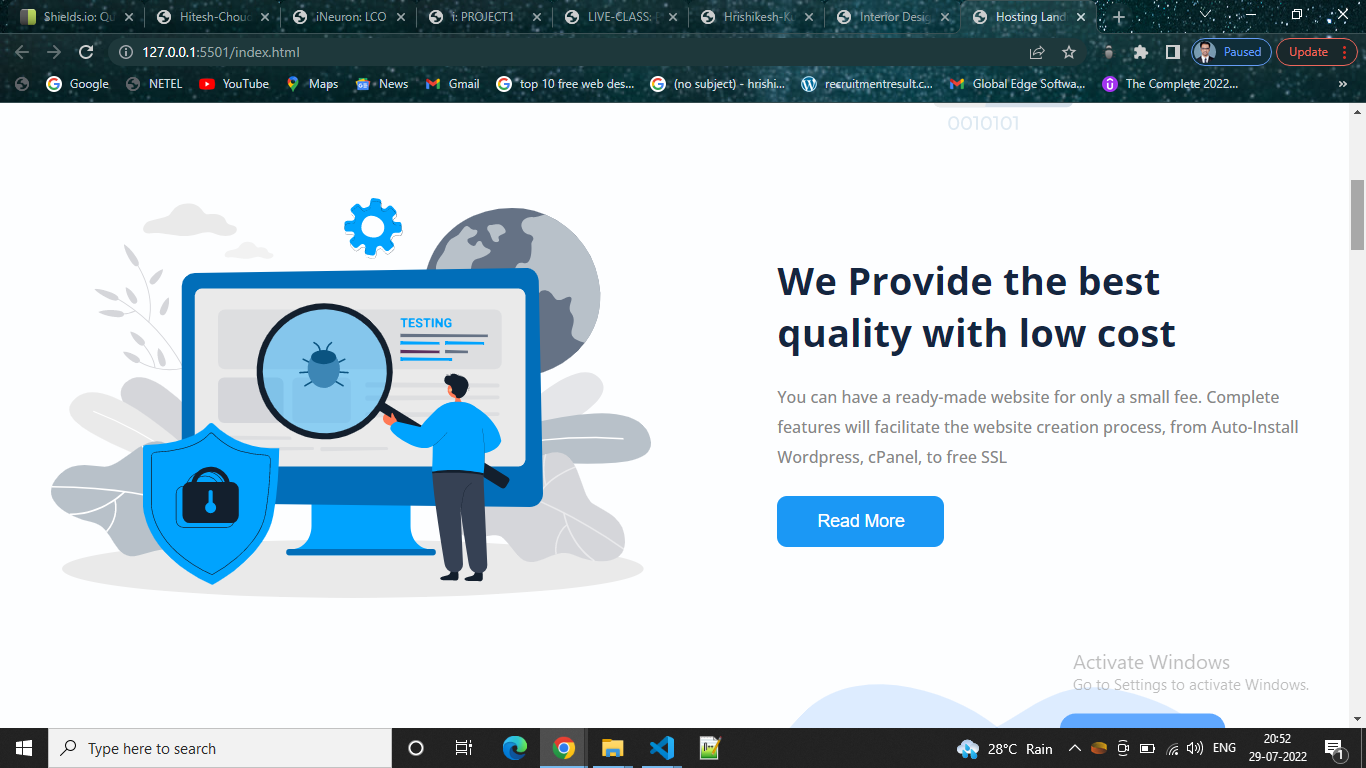 Shields.io: Qu
Hitesh-Chouc
iNeuron: LCO
i: PROJECT1
LIVE-CLASS:
Hrishikesh-K
Interior Desig
Hosting Land
127.0.0.1:5501/index.html
Paused
Update
Google
NETEL
YouTube
Maps
News
Gmail
top 10 free web des...
(no subject) - hrishi...
recruitmentresult.c...
Global Edge Softwa...
The Complete 2022...
0010101
TESTING
We Provide the best
quality with low cost
You can have a ready-made website for only a small fee. Complete
features will facilitate the website creation process, from Auto-Install
Wordpress, cPanel, to free SSL
Read More
Activate Windows
Go to Settings to activate Windows.
Type here to search
28°C Rain
ENG
20:52
29-07-2022
1